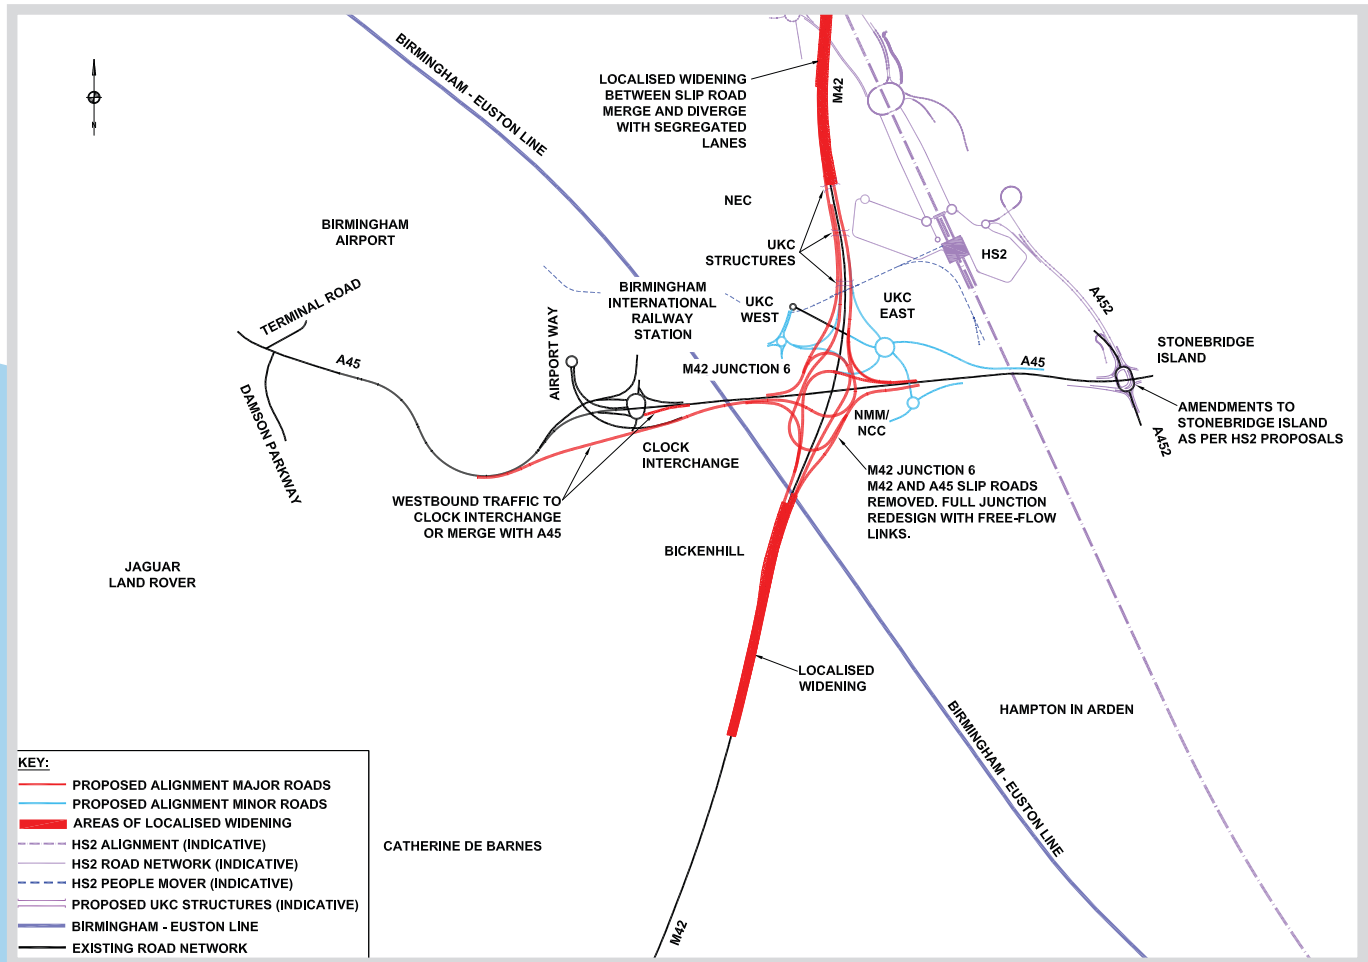 BIRMINGHAM - EUSTON LINE
LOCALISED WIDENING
BETWEEN SLIP ROAD
MERGE AND DIVERGE
WITH SEGREGATED
LANES
M42
N
NEC
BIRMINGHAM
AIRPORT
UKC
STRUCTURES
HS2
TERMINAL ROAD
BIRMINGHAM
INTERNATIONAL
RAILWAY
STATION
UKC
WEST
UKC
EAST
A452
STONEBRIDGE
ISLAND
A45
AIRPORT WAY
M42 JUNCTION 6
A45
DAMSON PARKWAY
NMM/
NCC
AMENDMENTS TO
STONEBRIDGE ISLAND
AS PER HS2 PROPOSALS
A452
CLOCK
INTERCHANGE
M42 JUNCTION 6
M42 AND A45 SLIP ROADS
REMOVED. FULL JUNCTION
REDESIGN WITH FREE-FLOW
LINKS.
WESTBOUND TRAFFIC TO
CLOCK INTERCHANGE
OR MERGE WITH A45
BICKENHILL
JAGUAR
LAND ROVER
LOCALISED
WIDENING
HAMPTON IN ARDEN
BIRMINGHAM - EUSTON LINE
CATHERINE DE BARNES
M42
KEY:
PROPOSED ALIGNMENT MAJOR ROADS
PROPOSED ALIGNMENT MINOR ROADS
AREAS OF LOCALISED WIDENING
HS2 ALIGNMENT (INDICATIVE)
HS2 ROAD NETWORK (INDICATIVE)
HS2 PEOPLE MOVER (INDICATIVE)
PROPOSED UKC STRUCTURES (INDICATIVE)
BIRMINGHAM - EUSTON LINE
EXISTING ROAD NETWORK